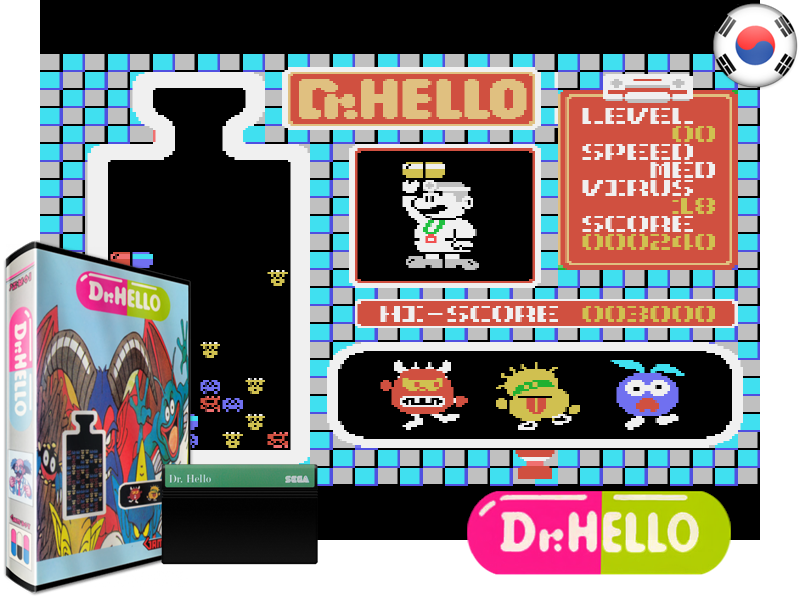 Dr.HELLO
LEVEL
00
SPEED
MED
VIRUS
18
SCORE
000240
HI-SCORE 003000
Dr.HELLO
Dr.HELLO
Dr. Hello
SEGA
Dr.HELLO